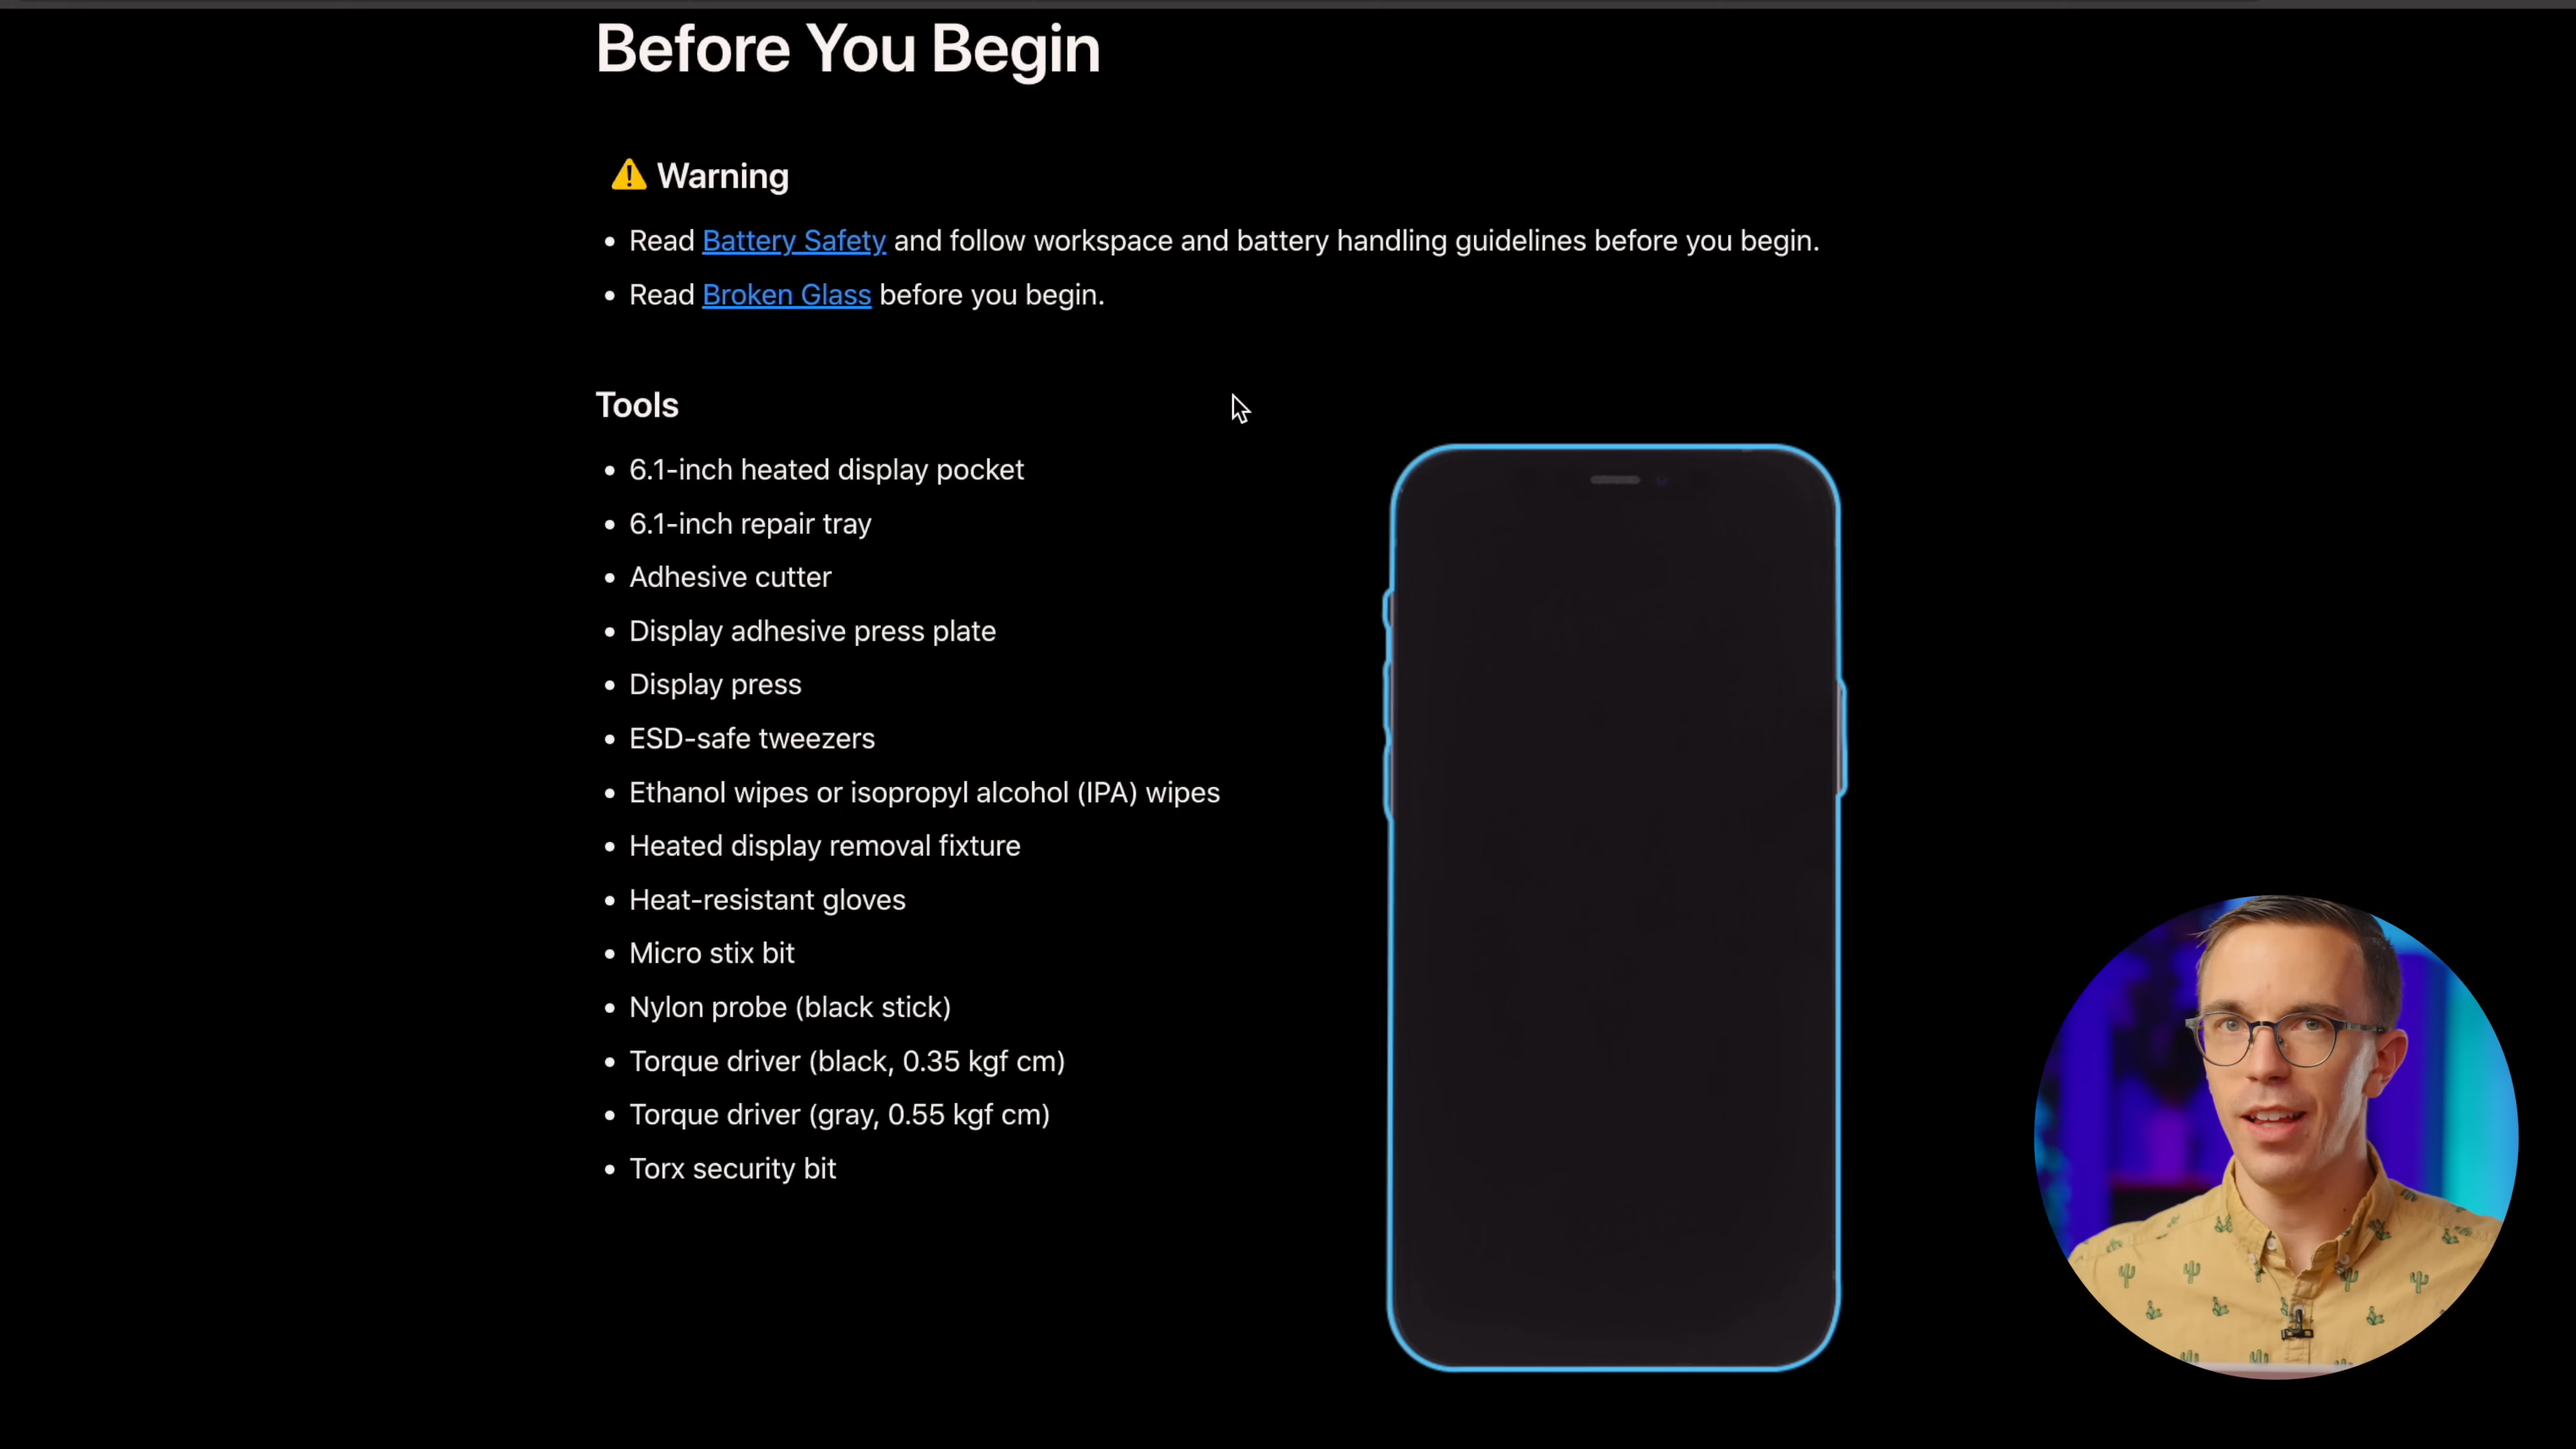 Before You Begin
Warning
Read Battery Safety and follow workspace and battery handling guidelines before you begin.
Read Broken Glass before you begin.
Tools
6.1-inch heated display pocket
6.1-inch repair tray
Adhesive cutter
Display adhesive press plate
Display press
ESD-safe tweezers
Ethanol wipes or isopropyl alcohol (IPA) wipes
Heated display removal fixture
Heat-resistant gloves
Micro stix bit
Nylon probe (black stick)
Torque driver (black, 0.35 kgf cm)
Torque driver (gray, 0.55 kgf cm)
Torx security bit